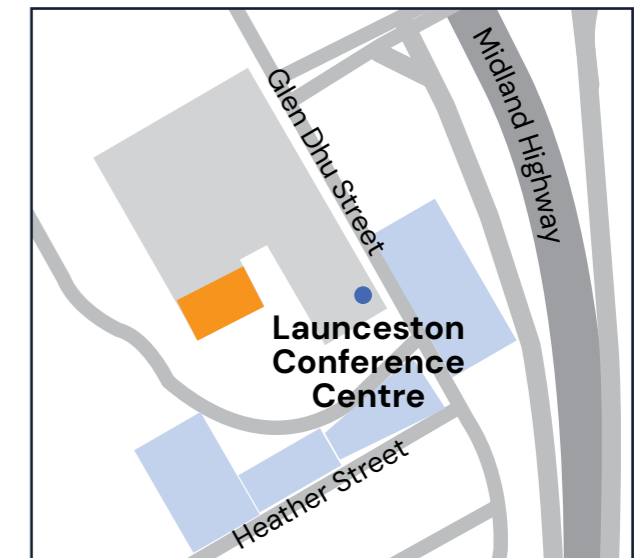 Midland Highway
Glen Dhu Street
Launceston
Conference
Centre
Heather Street